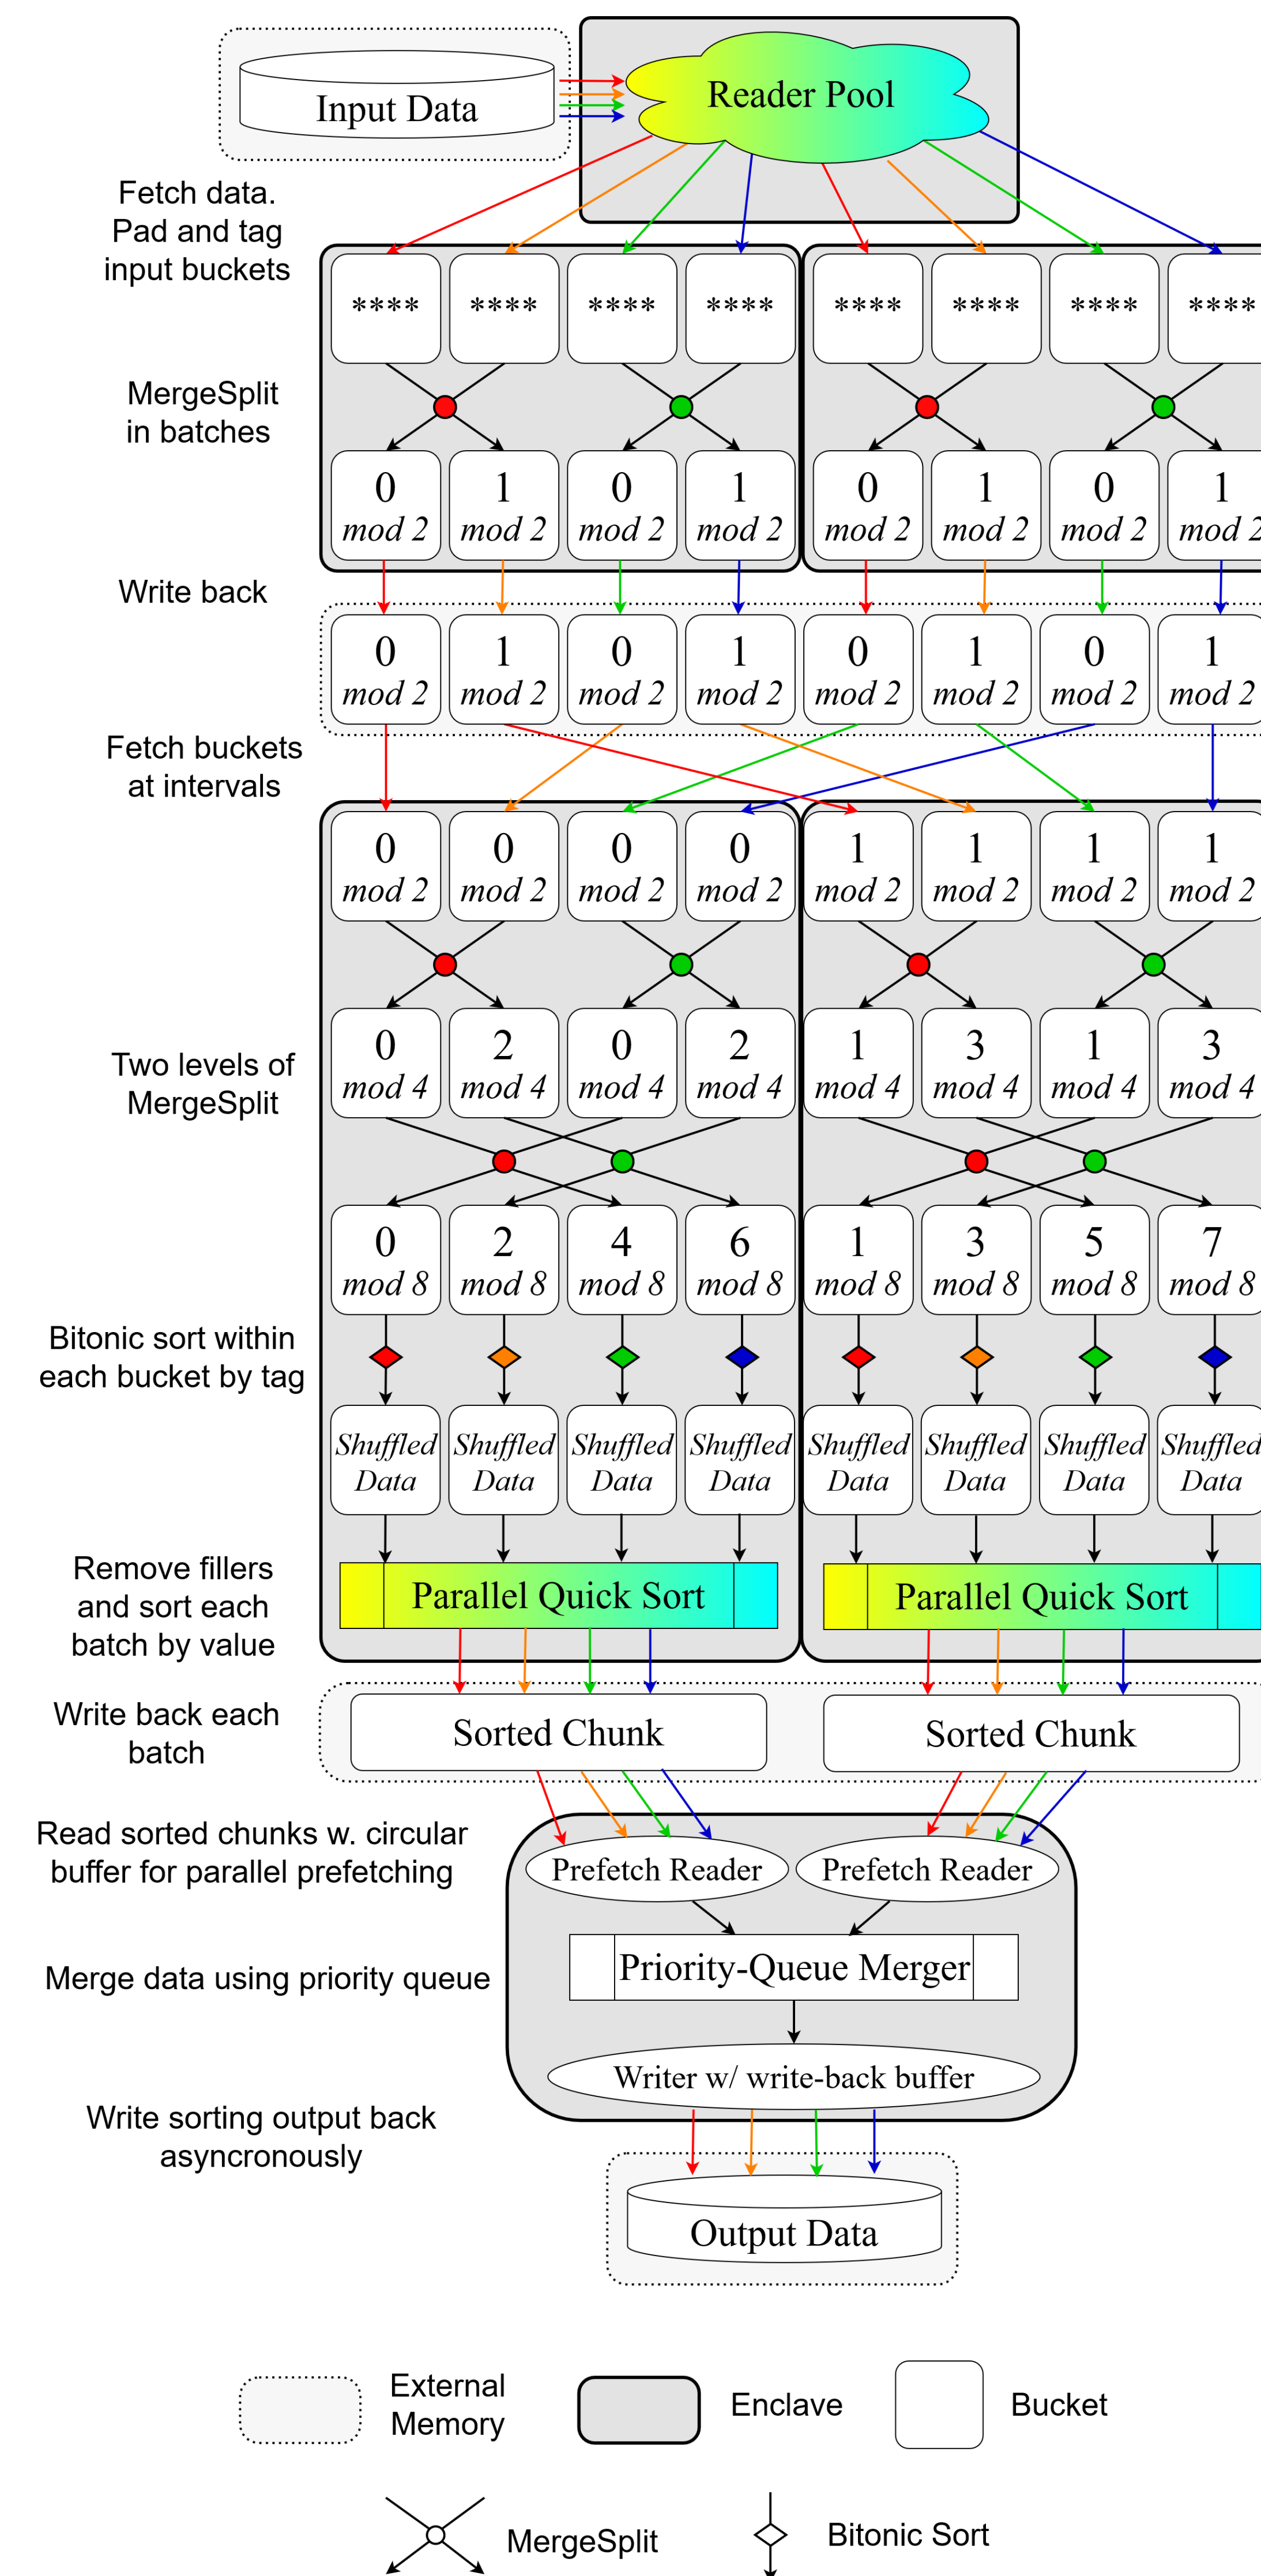 Input Data
Reader Pool
Fetch data.
Pad and tag
input buckets
**** **** **** **** **** **** **** ****
MergeSplit
in batches
0 1 0 1 0 1 0 1
mod 2 mod 2 mod 2 mod 2 mod 2 mod 2 mod 2 mod 2
Write back
0 1 0 1 0 1 0 1
mod 2 mod 2 mod 2 mod 2 mod 2 mod 2 mod 2 mod 2
Fetch buckets
at intervals
0 0 0 0 1 1 1 1
mod 2 mod 2 mod 2 mod 2 mod 2 mod 2 mod 2 mod 2
Two levels of
MergeSplit
0 2 0 2 1 3 1 3
mod 4 mod 4 mod 4 mod 4 mod 4 mod 4 mod 4 mod 4
0 2 4 6 1 3 5 7
mod 8 mod 8 mod 8 mod 8 mod 8 mod 8 mod 8 mod 8
Bitonic sort within
each bucket by tag
Shuffled Shuffled Shuffled Shuffled Shuffled Shuffled Shuffled Shuffled
Data Data Data Data Data Data Data Data
Remove fillers
and sort each
batch by value
Parallel Quick Sort
Parallel Quick Sort
Write back each
batch
Sorted Chunk
Sorted Chunk
Read sorted chunks w. circular
buffer for parallel prefetching
Prefetch Reader
Prefetch Reader
Merge data using priority queue
Priority-Queue Merger
Writer w/ write-back buffer
Write sorting output back
asyncronously
Output Data
External
Memory
Enclave
Bucket
MergeSplit
Bitonic Sort